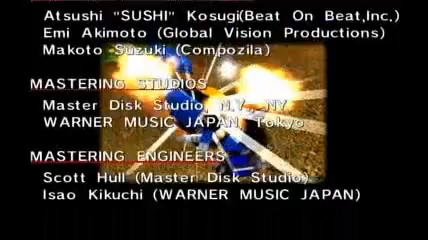 Atsushi "SUSHI" Kosugi(Beat On Beat,Inc.)
Emi Akimoto (Global Vision Productions)
Makoto Suzuki (Compozila)
MASTERING STUDIOS
Master Disk Studio, N.Y., NY
WARNER MUSIC JAPAN, Tokyo
MASTERING ENGINEERS
Scott Hull (Master Disk Studio)
Isao Kikuchi (WARNER MUSIC JAPAN)